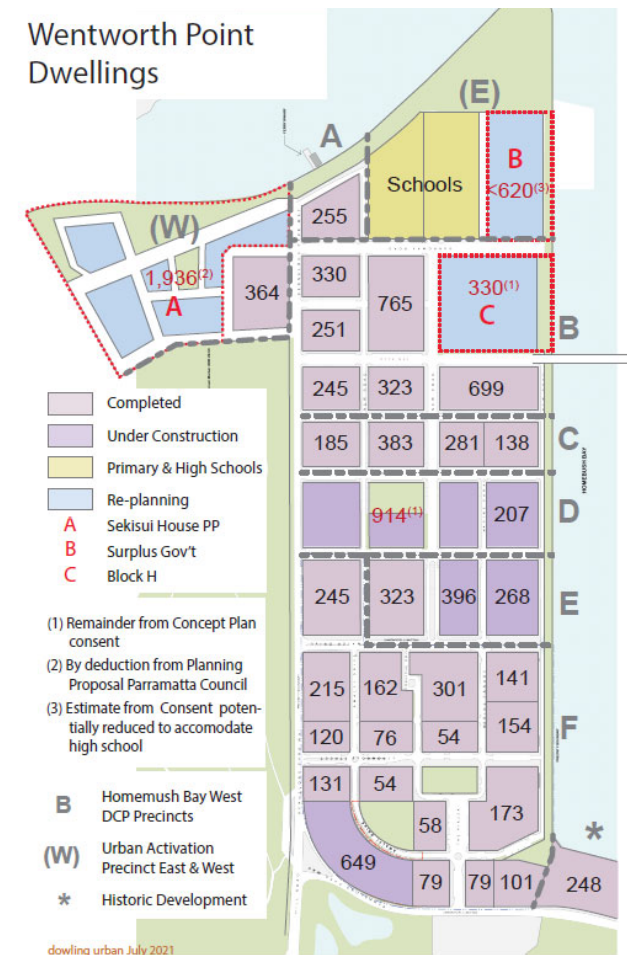 Wentworth Point
Dwellings
(E)
A
B
Schools
<620(3)
255
(W)
1,936(2)
A
364
330
765
330(1)
C
251
B
245
323
699
Completed
Under Construction
Primary & High Schools
Re-planning
A Sekisui House PP
B Surplus Gov't
C Block H
185
383
281
138
C
HOMEBUSH BAY
914(1)
207
D
245
323
396
268
E
(1) Remainder from Concept Plan
consent
(2) By deduction from Planning
Proposal Parramatta Council
(3) Estimate from Consent poten-
tially reduced to accomodate
high school
215
162
301
141
154
120
76
54
F
131
54
58
173
649
79
79
101
248
*
B Homemush Bay West
DCP Precincts
(W) Urban Activation
Precinct East & West
* Historic Development
dowling urban July 2021